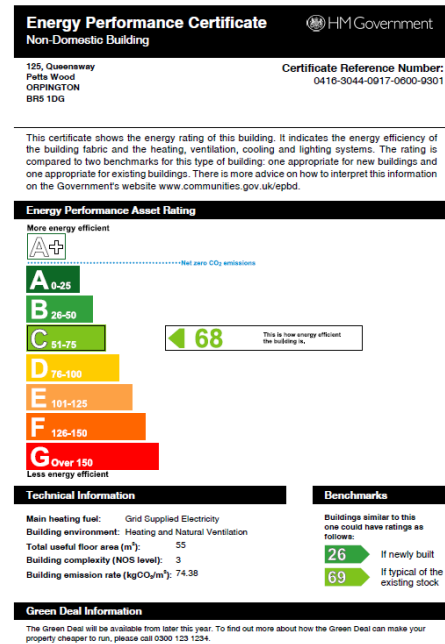 Energy Performance Certificate
HM Government
Non-Domestic Building
125, Queensway
Petts Wood
ORPINGTON
BR5 1DG
Certificate Reference Number:
0416-3044-0917-0600-9301
This certificate shows the energy rating of this building. It indicates the energy efficiency of
the building fabric and the heating, ventilation, cooling and lighting systems. The rating is
compared to two benchmarks for this type of building: one appropriate for new buildings and
one appropriate for existing buildings. There is more advice on how to interpret this information
on the Government's website www.communities.gov.uk/epbd.
Energy Performance Asset Rating
More energy efficient
A+
Net zero CO₂ emissions
A 0-25
B 26-50
C 51-75
68
This is how energy efficient
the building is.
D 76-100
E 101-125
F 126-150
G Over 150
Less energy efficient
Technical Information
Main heating fuel: Grid Supplied Electricity
Building environment: Heating and Natural Ventilation
Total useful floor area (m²): 55
Building complexity (NOS level): 3
Building emission rate (kgCO₂/m²): 74.38
Benchmarks
Buildings similar to this
one could have ratings as
follows:
26 If newly built
69 If typical of the
existing stock
Green Deal Information
The Green Deal will be available from later this year. To find out more about how the Green Deal can make your
property cheaper to run, please call 0300 123 1234.